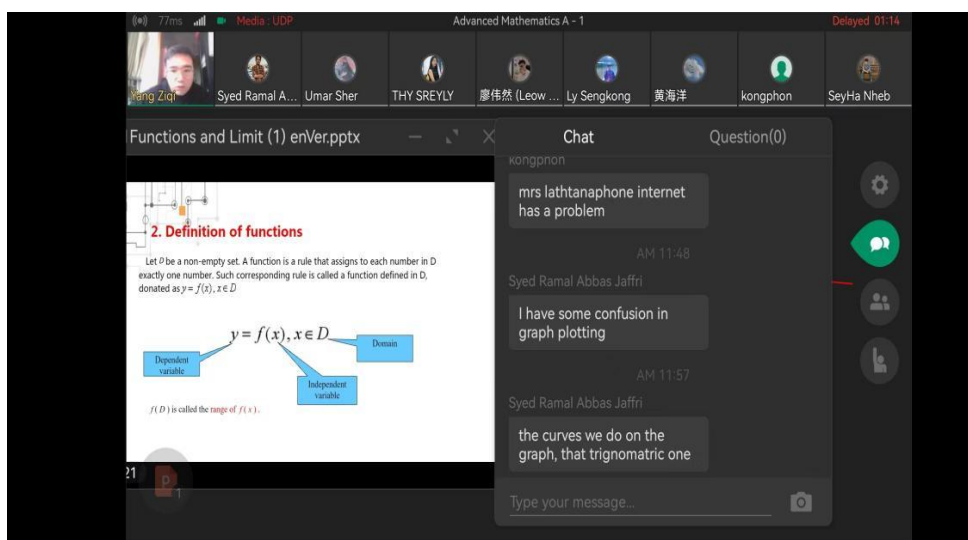 77ms Media : UDP Advanced Mathematics A - 1 Delayed 01:14
Yang Ziqi Syed Ramal A... Umar Sher THY SREYLY 廖伟然 (Leow ... Ly Sengkong 黄海洋 kongphon SeyHa Nheb
Functions and Limit (1) enVer.pptx
2. Definition of functions
Let D be a non-empty set. A function is a rule that assigns to each number in D
exactly one number. Such corresponding rule is called a function defined in D,
donated as y = f(x), x ∈ D
y = f(x), x ∈ D
Domain
Dependent
variable
Independent
variable
f( D ) is called the range of f ( x ) .
21
P
1
Chat Question(0)
kongphon
mrs lathtanaphone internet
has a problem
AM 11:48
Syed Ramal Abbas Jaffri
I have some confusion in
graph plotting
AM 11:57
Syed Ramal Abbas Jaffri
the curves we do on the
graph, that trignomatric one
Type your message...